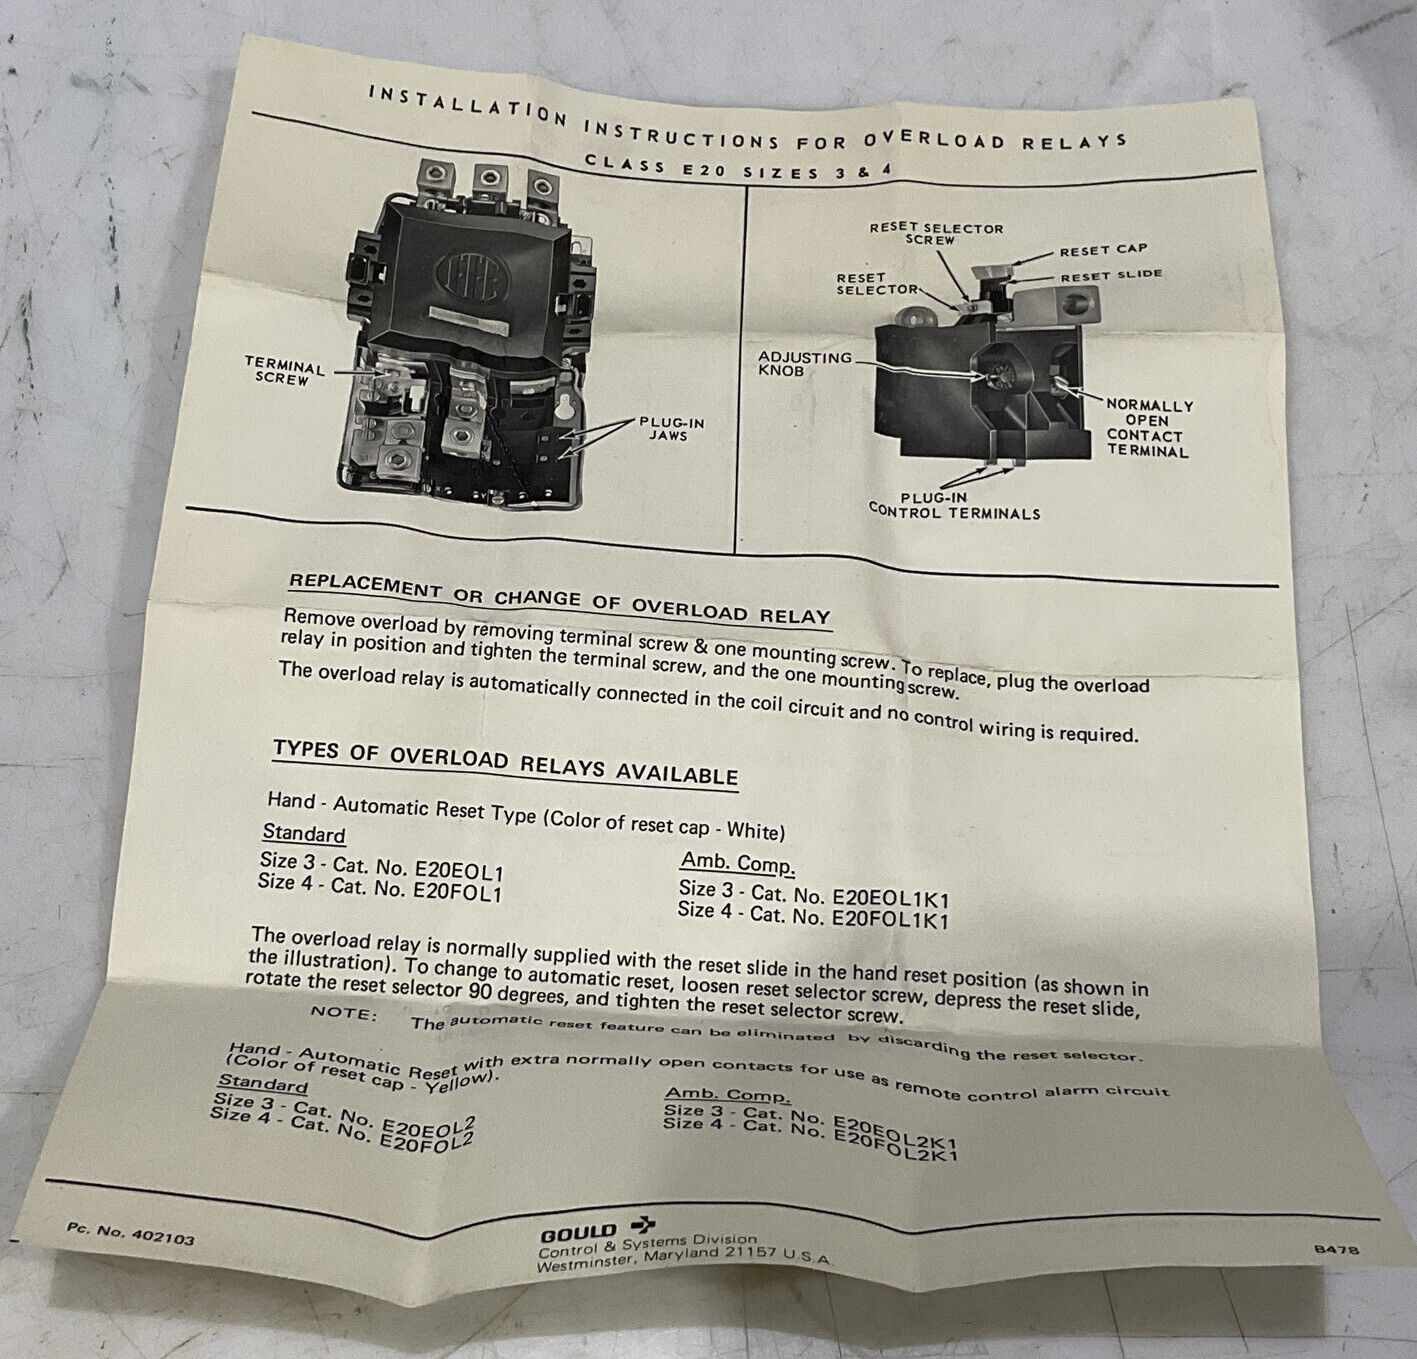 INSTALLATION INSTRUCTIONS FOR OVERLOAD RELAYS
CLASS E20 SIZES 3 & 4
ITE
TERMINAL
SCREW
PLUG-IN
JAWS
RESET SELECTOR
SCREW
RESET CAP
RESET SLIDE
RESET
SELECTOR
ADJUSTING
KNOB
NORMALLY
OPEN
CONTACT
TERMINAL
PLUG-IN
CONTROL TERMINALS
REPLACEMENT OR CHANGE OF OVERLOAD RELAY
Remove overload by removing terminal screw & one mounting screw. To replace, plug the overload
relay in position and tighten the terminal screw, and the one mounting screw.
The overload relay is automatically connected in the coil circuit and no control wiring is required.
TYPES OF OVERLOAD RELAYS AVAILABLE
Hand - Automatic Reset Type (Color of reset cap - White)
Standard
Size 3 - Cat. No. E20EOL1
Size 4 - Cat. No. E20FOL1
Amb. Comp.
Size 3 - Cat. No. E20EOL1K1
Size 4 - Cat. No. E20FOL1K1
The overload relay is normally supplied with the reset slide in the hand reset position (as shown in
the illustration). To change to automatic reset, loosen reset selector screw, depress the reset slide,
rotate the reset selector 90 degrees, and tighten the reset selector screw.
NOTE: The automatic reset feature can be eliminated by discarding the reset selector.
Hand - Automatic Reset with extra normally open contacts for use as remote control alarm circuit
(Color of reset cap - Yellow).
Standard
Size 3 - Cat. No. E20EOL2
Size 4 - Cat. No. E20FOL2
Amb. Comp.
Size 3 - Cat. No. E20EOL2K1
Size 4 - Cat. No. E20FOL2K1
Pc. No. 402103
GOULD
Control & Systems Division
Westminster, Maryland 21157 U.S.A.
B478